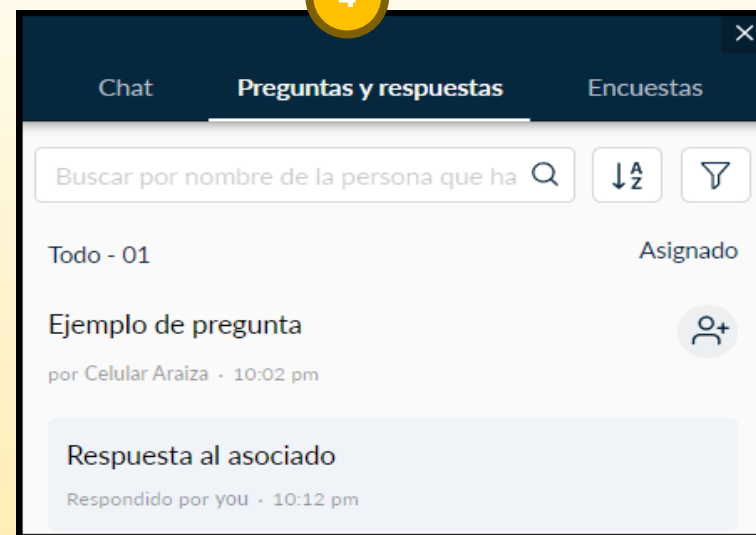 4
Chat Preguntas y respuestas Encuestas
Buscar por nombre de la persona que ha
Todo - 01 Asignado
Ejemplo de pregunta
por Celular Araiza · 10:02 pm
Respuesta al asociado
Respondido por you · 10:12 pm